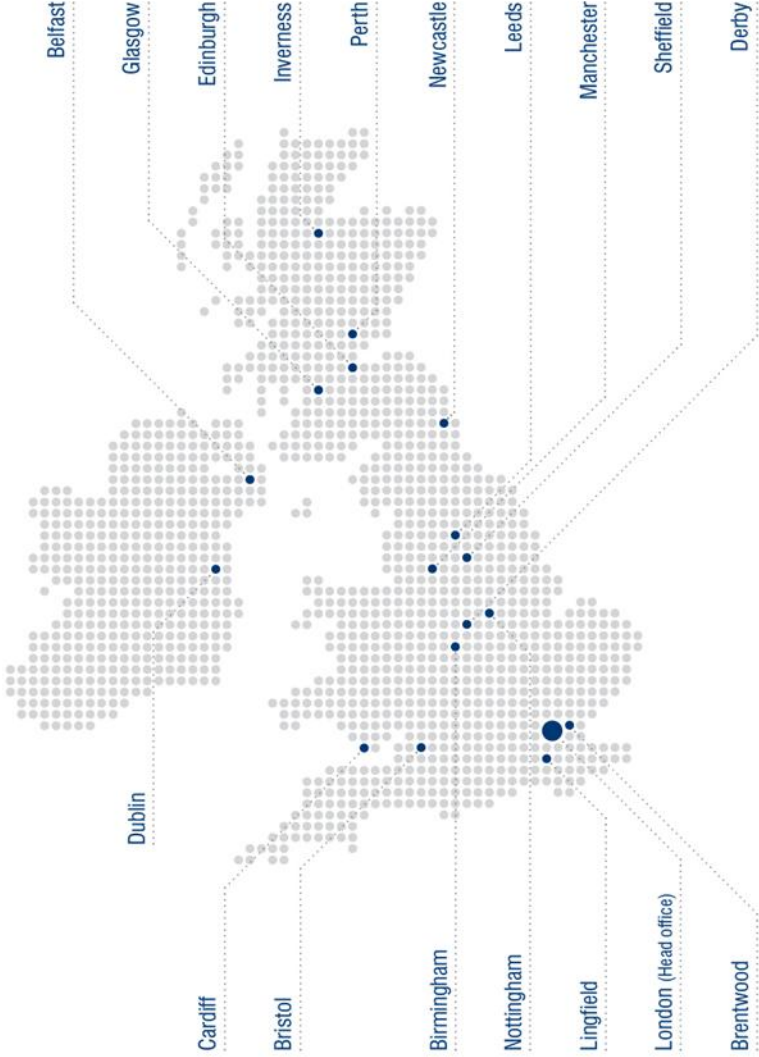 Belfast
Glasgow
Edinburgh
Inverness
Perth
Newcastle
Leeds
Manchester
Sheffield
Derby
Dublin
Cardiff
Bristol
Birmingham
Nottingham
Lingfield
London (Head office)
Brentwood